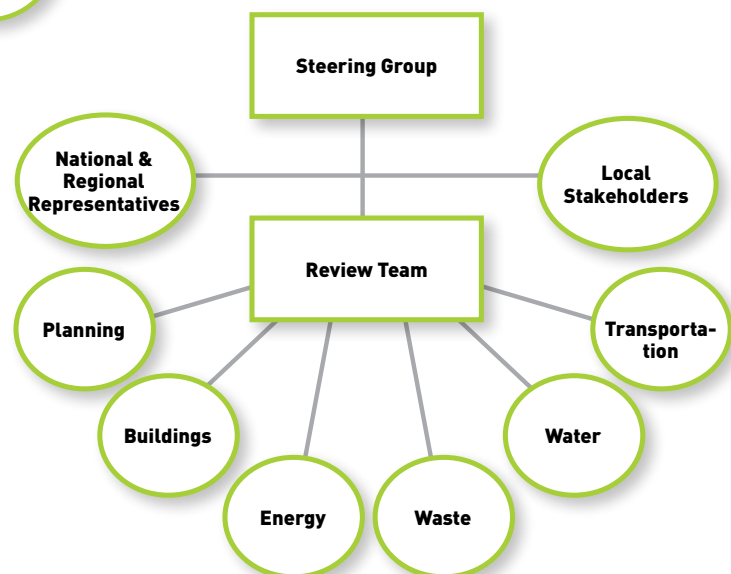 Steering Group
National &
Regional
Representatives
Local
Stakeholders
Review Team
Planning
Transporta-
tion
Buildings
Water
Energy
Waste